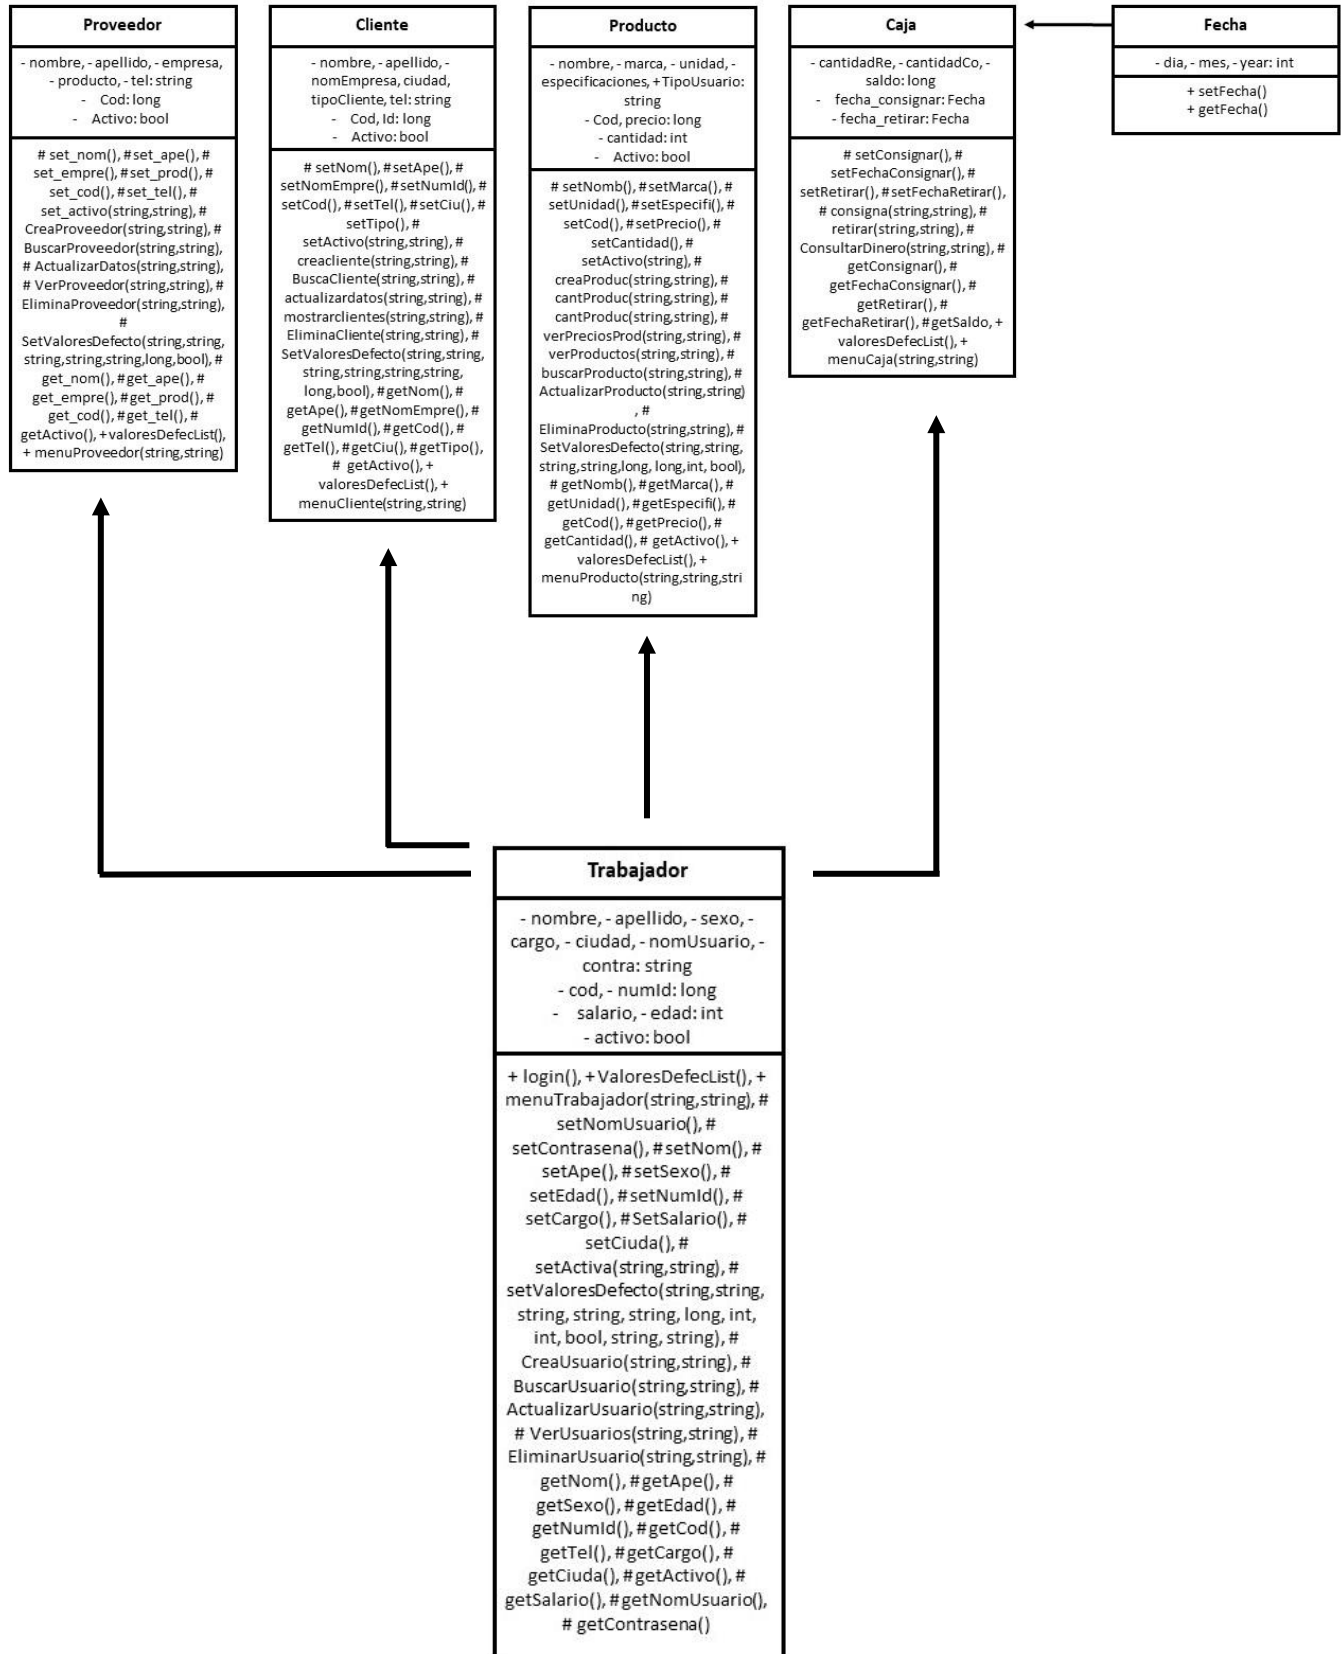 Proveedor
- nombre, - apellido, - empresa,
- producto, - tel: string
- Cod: long
- Activo: bool
# set_nom(), #set_ape(), #
set_empre(), #set_prod(), #
set_cod(), #set_tel(), #
set_activo(string,string), #
CreaProveedor(string,string), #
BuscarProveedor(string,string),
# ActualizarDatos(string,string),
# VerProveedor(string,string), #
EliminaProveedor(string,string),
#
SetValoresDefecto(string,string,
string,string,string,long,bool), #
get_nom(), #get_ape(), #
get_empre(), #get_prod(), #
get_cod(), #get_tel(), #
getActivo(), +valoresDefecList(),
+ menuProveedor(string,string)
Cliente
- nombre, - apellido, -
nomEmpresa, ciudad,
tipoCliente, tel: string
- Cod, Id: long
- Activo: bool
# setNom(), #setApe(), #
setNomEmpre(), #setNumId(), #
setCod(), #setTel(), #setCiu(), #
setTipo(), #
setActivo(string,string), #
creacliente(string,string), #
BuscaCliente(string,string), #
actualizardatos(string,string), #
mostrarclientes(string,string), #
EliminaCliente(string,string), #
SetValoresDefecto(string,string,
string,string,string,string,
long,bool), #getNom(), #
getApe(), #getNomEmpre(), #
getNumId(), #getCod(), #
getTel(), #getCiu(), #getTipo(),
# getActivo(), +
valoresDefecList(), +
menuCliente(string,string)
Producto
- nombre, - marca, - unidad, -
especificaciones, +TipoUsuario:
string
- Cod, precio: long
- cantidad: int
- Activo: bool
# setNomb(), #setMarca(), #
setUnidad(), #setEspecifi(), #
setCod(), #setPrecio(), #
setCantidad(), #
setActivo(string), #
creaProduc(string,string), #
cantProduc(string,string), #
cantProduc(string,string), #
verPreciosProd(string,string), #
verProductos(string,string), #
buscarProducto(string,string), #
ActualizarProducto(string,string)
, #
EliminaProducto(string,string), #
SetValoresDefecto(string,string,
string,string,long, long,int, bool),
# getNomb(), #getMarca(), #
getUnidad(), #getEspecifi(), #
getCod(), #getPrecio(), #
getCantidad(), # getActivo(), +
valoresDefecList(), +
menuProducto(string,string,stri
ng)
Caja
- cantidadRe, - cantidadCo, -
saldo: long
- fecha_consignar: Fecha
- fecha_retirar: Fecha
# setConsignar(), #
setFechaConsignar(), #
setRetirar(), #setFechaRetirar(),
# consigna(string,string), #
retirar(string,string), #
ConsultarDinero(string,string), #
getConsignar(), #
getFechaConsignar(), #
getRetirar(), #
getFechaRetirar(), #getSaldo, +
valoresDefecList(), +
menuCaja(string,string)
Fecha
- dia, - mes, - year: int
+ setFecha()
+ getFecha()
Trabajador
- nombre, - apellido, - sexo, -
cargo, - ciudad, - nomUsuario, -
contra: string
- cod, - numId: long
- salario, - edad: int
- activo: bool
+ login(), +ValoresDefecList(), +
menuTrabajador(string,string), #
setNomUsuario(), #
setContrasena(), #setNom(), #
setApe(), #setSexo(), #
setEdad(), #setNumId(), #
setCargo(), #SetSalario(), #
setCiuda(), #
setActiva(string,string), #
setValoresDefecto(string,string,
string, string, string, long, int,
int, bool, string, string), #
CreaUsuario(string,string), #
BuscarUsuario(string,string), #
ActualizarUsuario(string,string),
# VerUsuarios(string,string), #
EliminarUsuario(string,string), #
getNom(), #getApe(), #
getSexo(), #getEdad(), #
getNumId(), #getCod(), #
getTel(), #getCargo(), #
getCiuda(), #getActivo(), #
getSalario(), #getNomUsuario(),
# getContrasena()